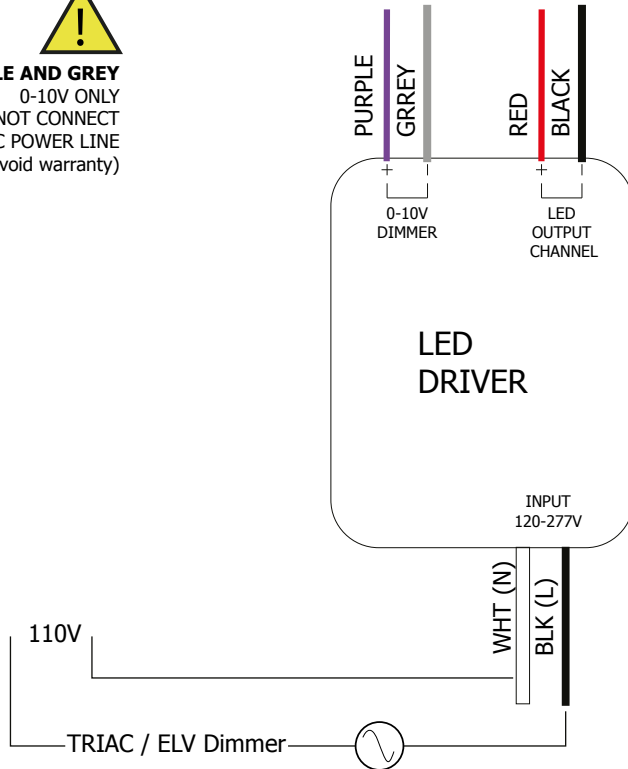 !
LE AND GREY
0-10V ONLY
NOT CONNECT
C POWER LINE
void warranty)
PURPLE
GRREY
RED
BLACK
+
+
0-10V
DIMMER
LED
OUTPUT
CHANNEL
LED
DRIVER
INPUT
120-277V
WHT (N)
BLK (L)
110V
TRIAC / ELV Dimmer